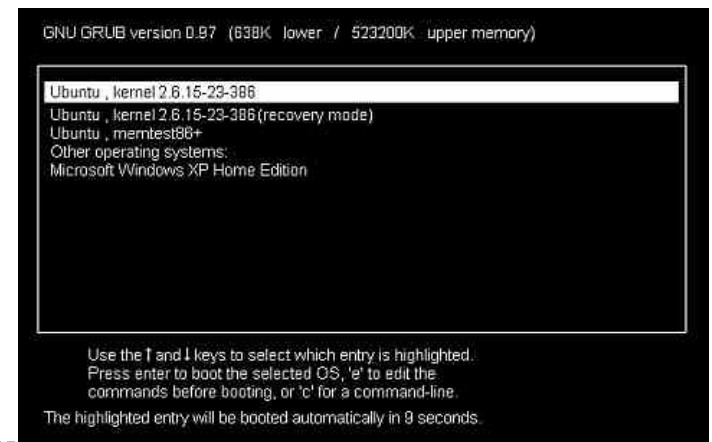 GNU GRUB version 0.97 (638K lower / 523200K upper memory)
Ubuntu , kernel 2.6.15-23-386
Ubuntu , kernel 2.6.15-23-386 (recovery mode)
Ubuntu , memtest86+
Other operating systems:
Microsoft Windows XP Home Edition
Use the ↑ and ↓ keys to select which entry is highlighted.
Press enter to boot the selected OS, 'e' to edit the
commands before booting, or 'c' for a command-line.
The highlighted entry will be booted automatically in 9 seconds.